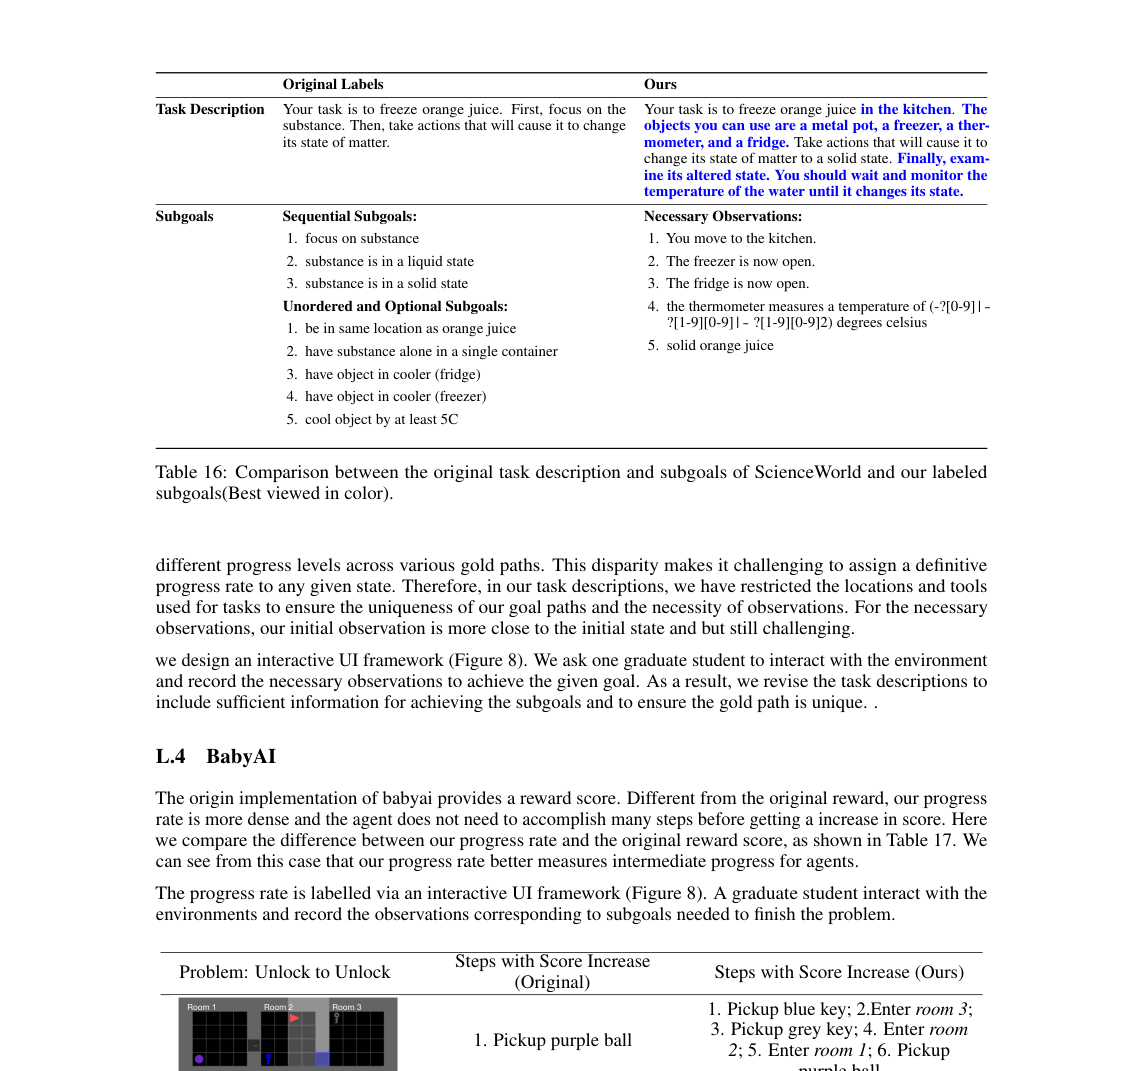 Original Labels
Ours
Task Description
Your task is to freeze orange juice. First, focus on the
substance. Then, take actions that will cause it to change
its state of matter.
Your task is to freeze orange juice in the kitchen. The
objects you can use are a metal pot, a freezer, a ther-
mometer, and a fridge. Take actions that will cause it to
change its state of matter to a solid state. Finally, exam-
ine its altered state. You should wait and monitor the
temperature of the water until it changes its state.
Subgoals
Sequential Subgoals:
1. focus on substance
2. substance is in a liquid state
3. substance is in a solid state
Unordered and Optional Subgoals:
1. be in same location as orange juice
2. have substance alone in a single container
3. have object in cooler (fridge)
4. have object in cooler (freezer)
5. cool object by at least 5C
Necessary Observations:
1. You move to the kitchen.
2. The freezer is now open.
3. The fridge is now open.
4. the thermometer measures a temperature of (-?[0-9]|–
?[1-9][0-9]|– ?[1-9][0-9]2) degrees celsius
5. solid orange juice
Table 16: Comparison between the original task description and subgoals of ScienceWorld and our labeled
subgoals(Best viewed in color).
different progress levels across various gold paths. This disparity makes it challenging to assign a definitive
progress rate to any given state. Therefore, in our task descriptions, we have restricted the locations and tools
used for tasks to ensure the uniqueness of our goal paths and the necessity of observations. For the necessary
observations, our initial observation is more close to the initial state and but still challenging.
we design an interactive UI framework (Figure 8). We ask one graduate student to interact with the environment
and record the necessary observations to achieve the given goal. As a result, we revise the task descriptions to
include sufficient information for achieving the subgoals and to ensure the gold path is unique. .
L.4 BabyAI
The origin implementation of babyai provides a reward score. Different from the original reward, our progress
rate is more dense and the agent does not need to accomplish many steps before getting a increase in score. Here
we compare the difference between our progress rate and the original reward score, as shown in Table 17. We
can see from this case that our progress rate better measures intermediate progress for agents.
The progress rate is labelled via an interactive UI framework (Figure 8). A graduate student interact with the
environments and record the observations corresponding to subgoals needed to finish the problem.
Problem: Unlock to Unlock
Steps with Score Increase
(Original)
Steps with Score Increase (Ours)
Room 1
Room 2
Room 3
1. Pickup purple ball
1. Pickup blue key; 2.Enter room 3;
3. Pickup grey key; 4. Enter room
2; 5. Enter room 1; 6. Pickup
purple ball